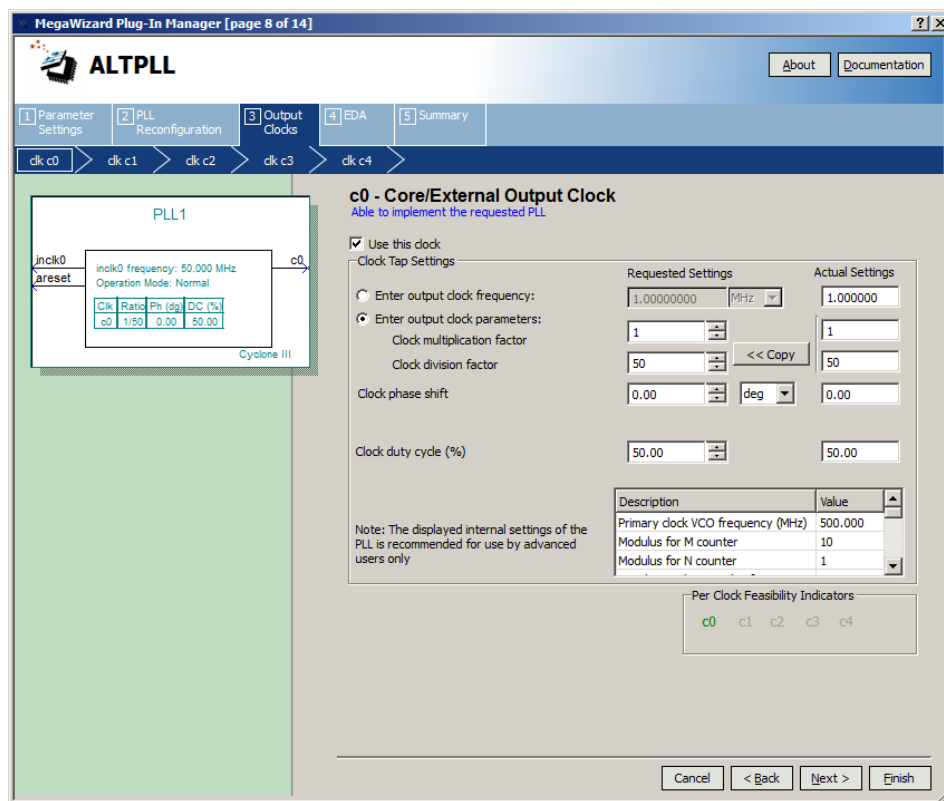 MegaWizard Plug-In Manager [page 8 of 14]
ALTPLL
About Documentation
1 Parameter Settings 2 PLL Reconfiguration 3 Output Clocks 4 EDA 5 Summary
clk c0 clk c1 clk c2 clk c3 clk c4
PLL1
inclk0 c0
areset
inclk0 frequency: 50.000 MHz
Operation Mode: Normal
Clk Ratio Ph (dg) DC (%)
c0 1/50 0.00 50.00
Cyclone III
c0 - Core/External Output Clock
Able to implement the requested PLL
Use this clock
Clock Tap Settings
Requested Settings Actual Settings
Enter output clock frequency: 1.00000000 MHz 1.000000
Enter output clock parameters:
Clock multiplication factor 1 1
<< Copy
Clock division factor 50 50
Clock phase shift 0.00 deg 0.00
Clock duty cycle (%) 50.00 50.00
Description Value
Primary clock VCO frequency (MHz) 500.000
Modulus for M counter 10
Modulus for N counter 1
Note: The displayed internal settings of the
PLL is recommended for use by advanced
users only
Per Clock Feasibility Indicators
c0 c1 c2 c3 c4
Cancel < Back Next > Finish